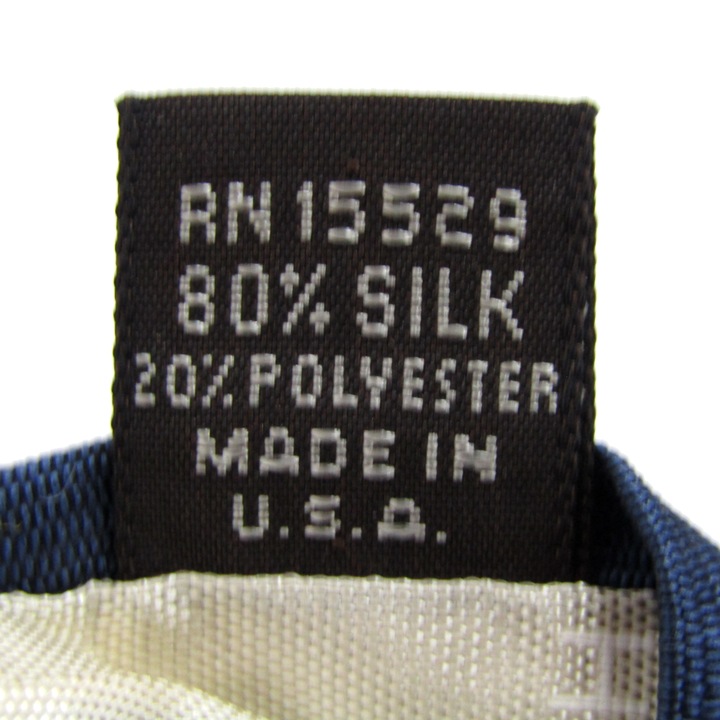 RN 15529
80% SILK
20% POLYESTER
MADE IN
U.S.A.